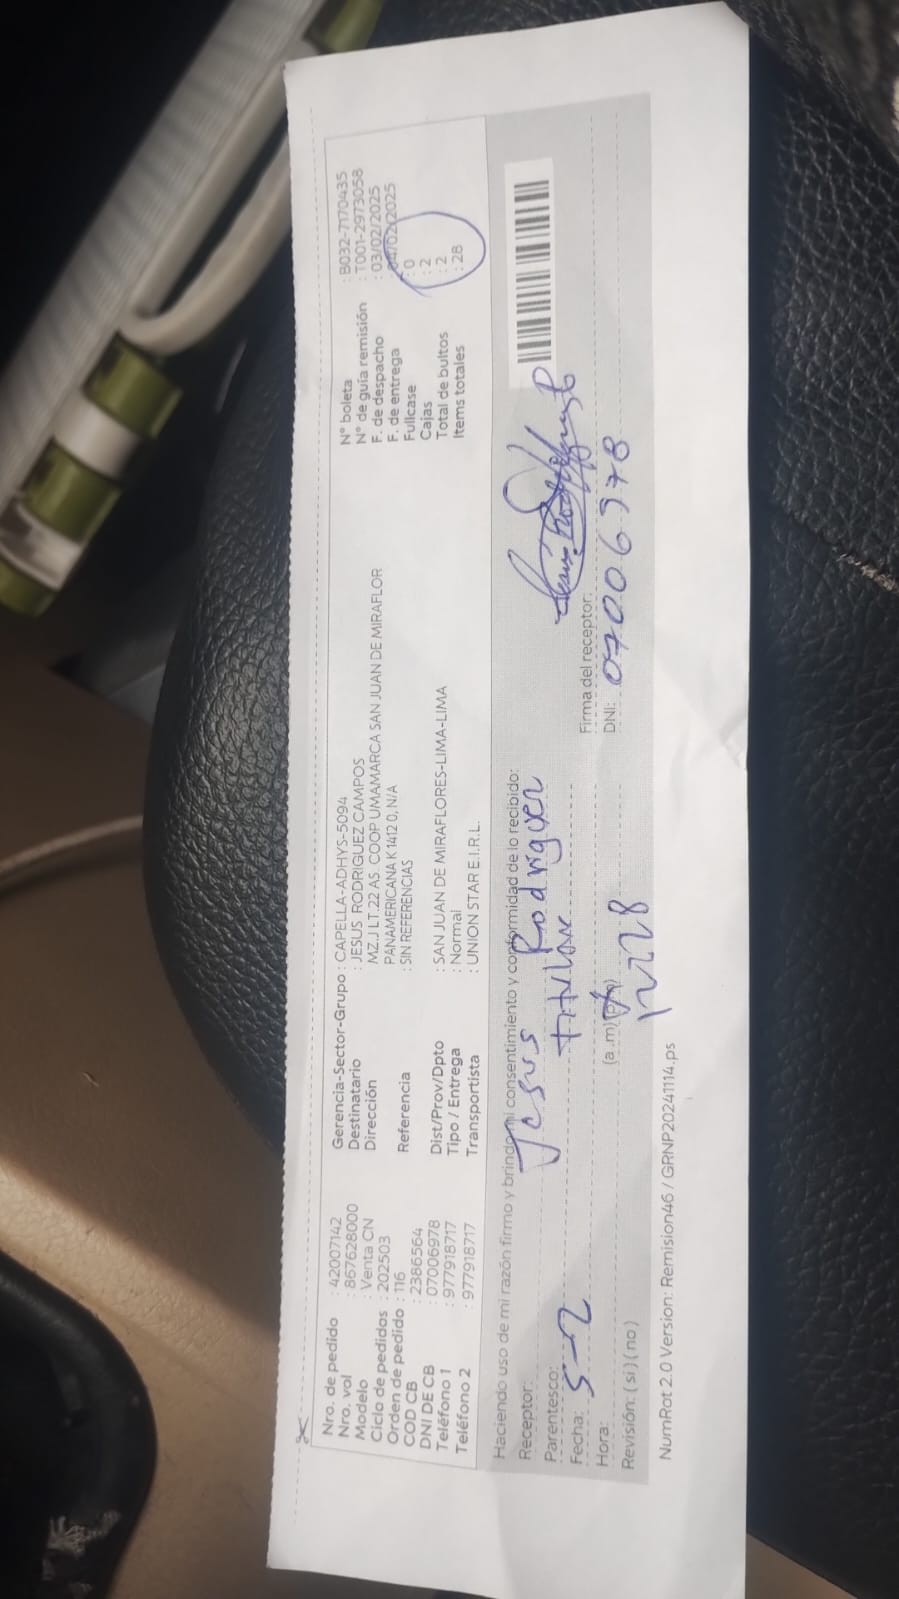 Nro. de pedido : 42007142
Nro. vol : 867628000
Modelo : Venta CN
Ciclo de pedidos : 202503
Orden de pedido : 116
COD CB : 2386564
DNI DE CB : 07006978
Teléfono 1 : 977918717
Teléfono 2 : 977918717
Gerencia-Sector-Grupo : CAPELLA-ADHYS-5094
Destinatario : JESUS RODRIGUEZ CAMPOS
Dirección MZ.J LT.22 AS. COOP UMAMARCA SAN JUAN DE MIRAFLOR
PANAMERICANA K 1412 0, N/A
Referencia : SIN REFERENCIAS
Dist/Prov/Dpto : SAN JUAN DE MIRAFLORES-LIMA-LIMA
Tipo / Entrega : Normal
Transportista : UNION STAR E.I.R.L.
N° boleta : B032-7170435
N° de guía remisión : T001-2973058
F. de despacho : 03/02/2025
F. de entrega : 04/02/2025
Fullcase : 0
Cajas : 2
Total de bultos : 2
Items totales : 28
Haciendo uso de mi razón firmo y brindo mi consentimiento y conformidad de lo recibido:
Receptor: Jesus Rodriguez
Parentesco: titular
Fecha: 5-2
Firma del receptor:
Hora: (a.m)(p.m) DNI: 07006978
1228
Revisión: ( si ) ( no )
NumRot 2.0 Version: Remision46 / GRNP20241114.ps